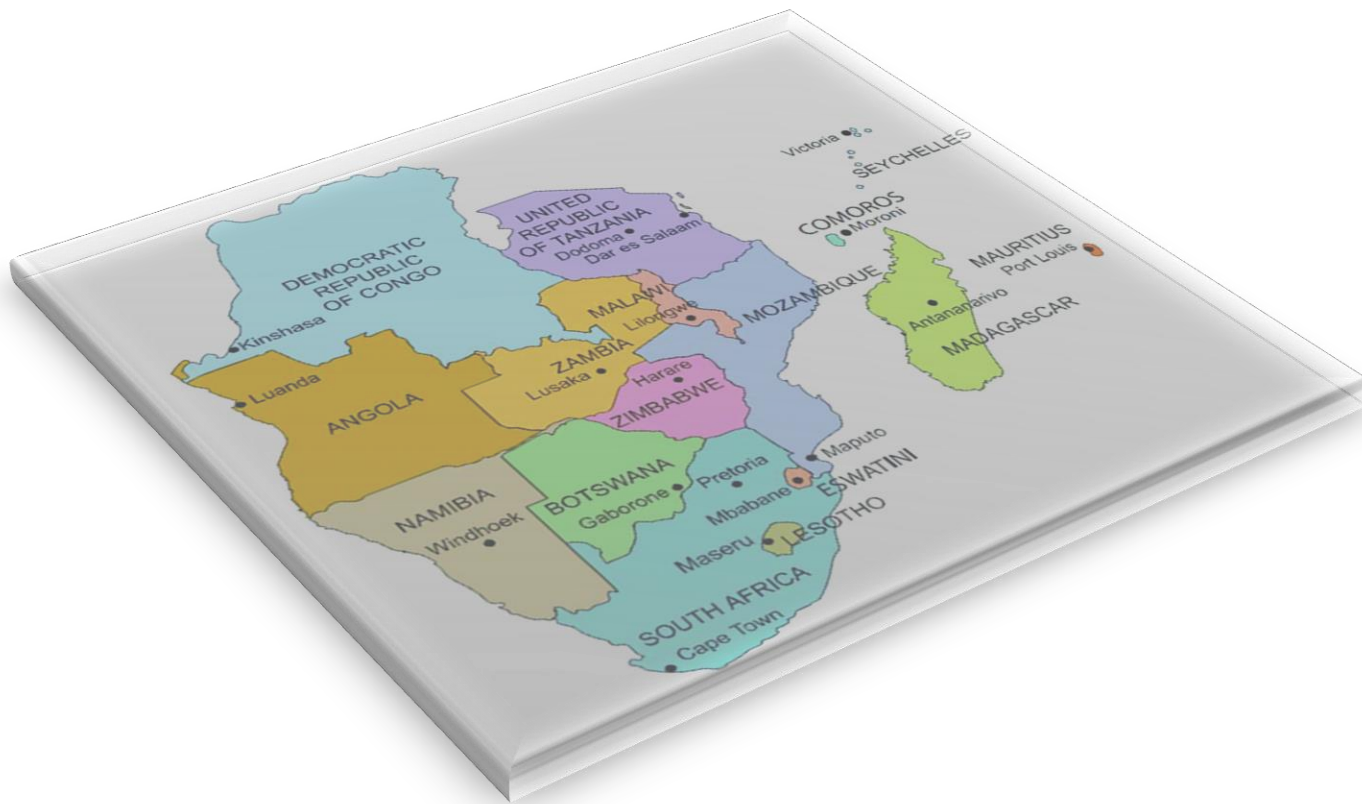 Victoria
SEYCHELLES
COMOROS
Moroni
MAURITIUS
Port Louis
UNITED
REPUBLIC
OF TANZANIA
Dodoma
Dar es Salaam
DEMOCRATIC
REPUBLIC
OF CONGO
Kinshasa
MALAWI
Lilongwe
MOZAMBIQUE
Antananarivo
MADAGASCAR
Luanda
ANGOLA
ZAMBIA
Lusaka
Harare
ZIMBABWE
Maputo
NAMIBIA
Windhoek
BOTSWANA
Gaborone
Pretoria
Mbabane
ESWATINI
Maseru
LESOTHO
SOUTH AFRICA
Cape Town